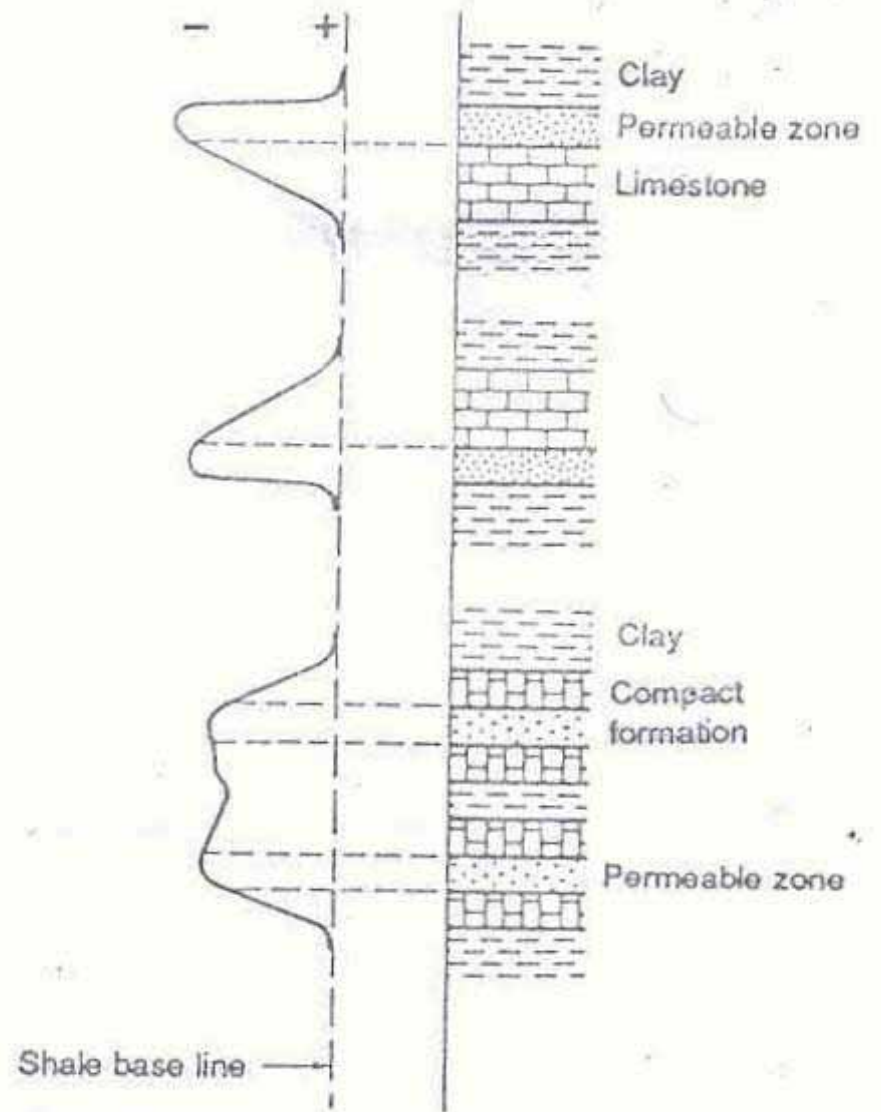 − +
Clay
Permeable zone
Limestone
Clay
Compact
formation
Permeable zone
Shale base line